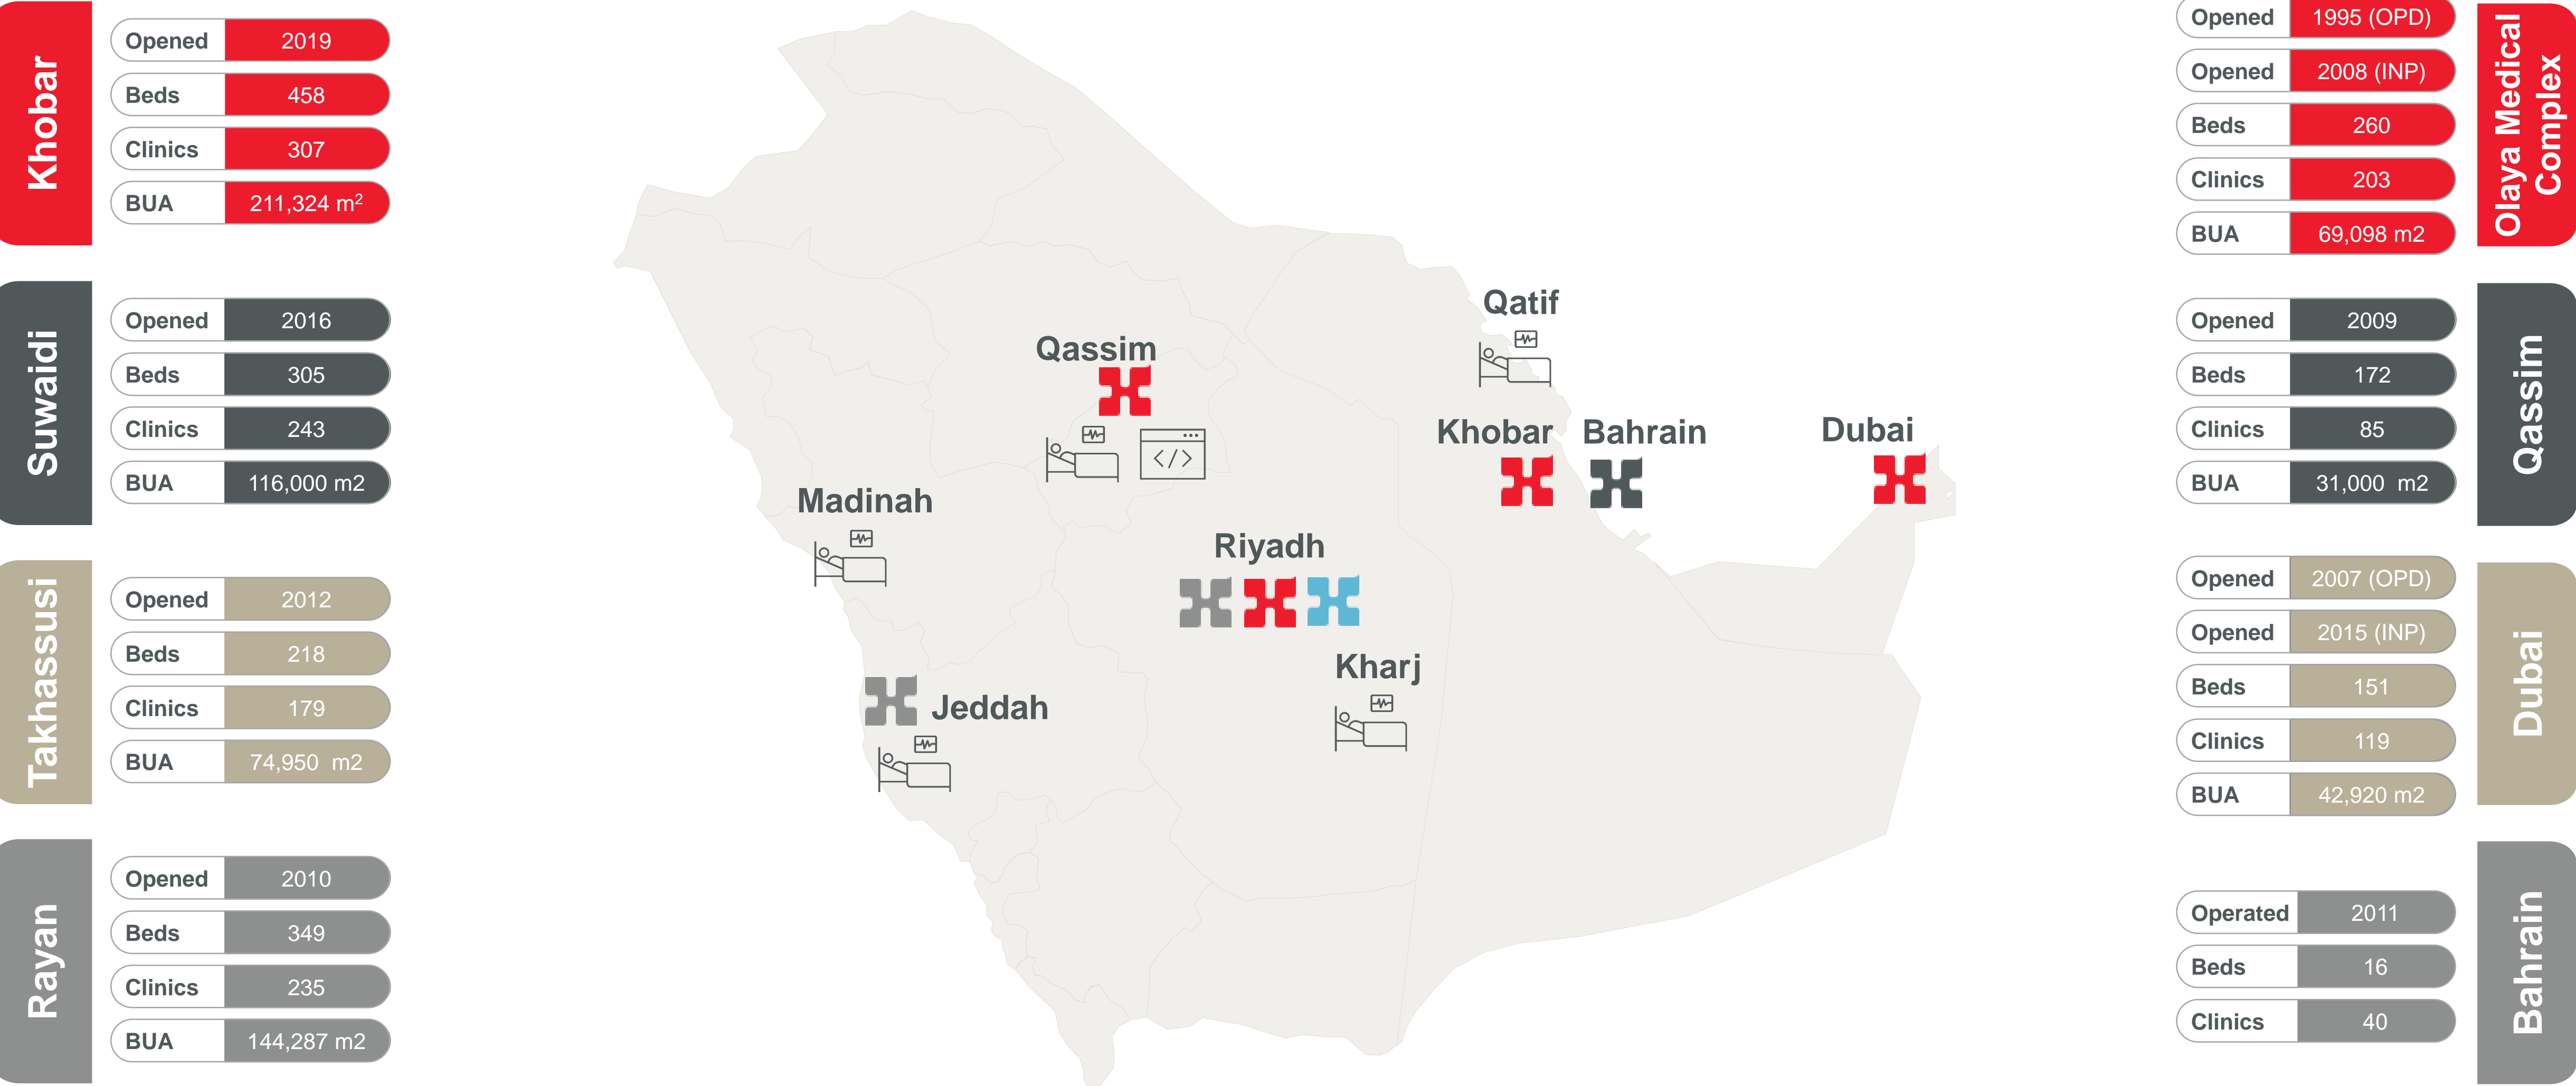 Khobar
Opened 2019
Beds 458
Clinics 307
BUA 211,324 m²
Suwaidi
Opened 2016
Beds 305
Clinics 243
BUA 116,000 m2
Takhassusi
Opened 2012
Beds 218
Clinics 179
BUA 74,950 m2
Rayan
Opened 2010
Beds 349
Clinics 235
BUA 144,287 m2
Qatif
Qassim
Khobar
Bahrain
Dubai
</>
Madinah
Riyadh
Kharj
Jeddah
Olaya Medical
Complex
Opened 1995 (OPD)
Opened 2008 (INP)
Beds 260
Clinics 203
BUA 69,098 m2
Qassim
Opened 2009
Beds 172
Clinics 85
BUA 31,000 m2
Dubai
Opened 2007 (OPD)
Opened 2015 (INP)
Beds 151
Clinics 119
BUA 42,920 m2
Bahrain
Operated 2011
Beds 16
Clinics 40